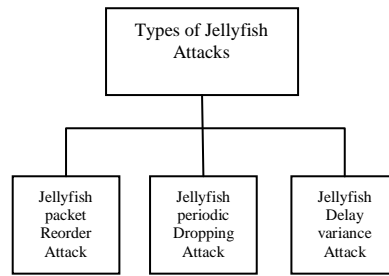 Types of Jellyfish
Attacks
Jellyfish
packet
Reorder
Attack
Jellyfish
periodic
Dropping
Attack
Jellyfish
Delay
variance
Attack